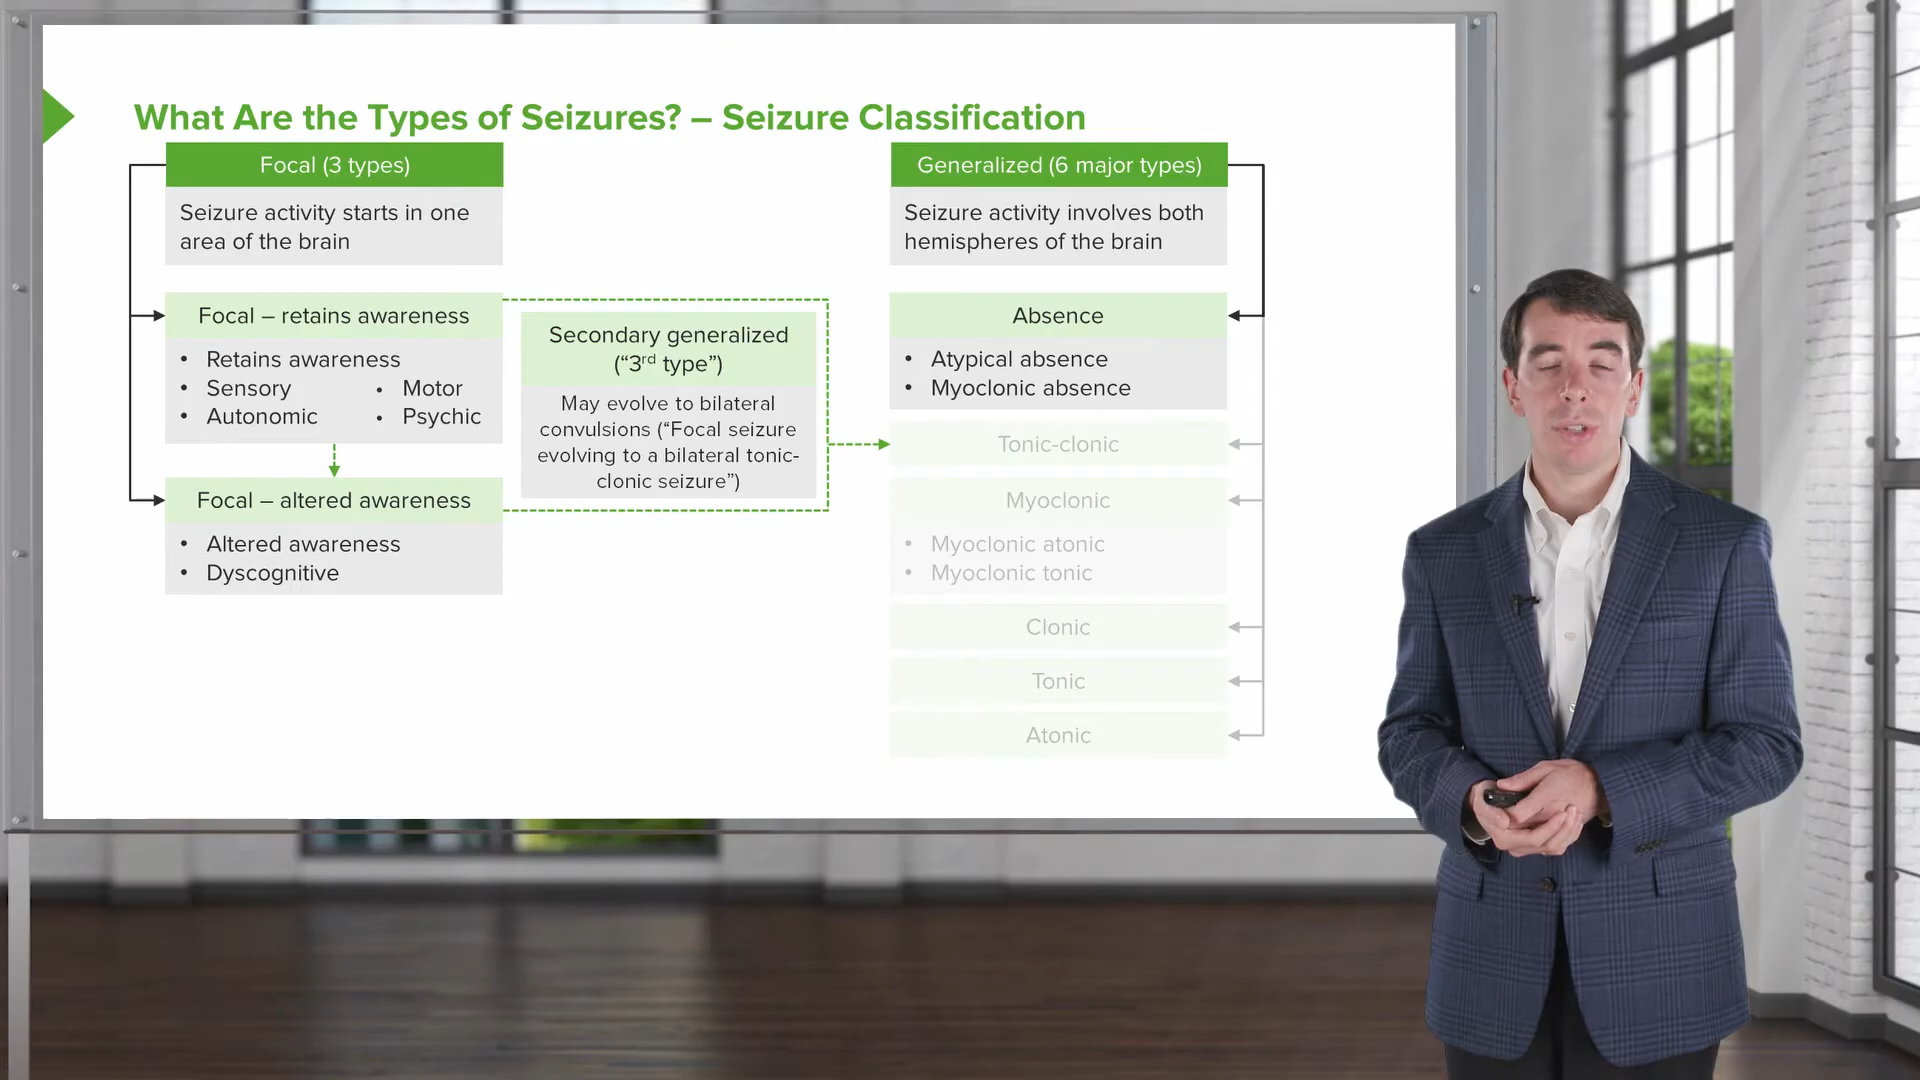 What Are the Types of Seizures? – Seizure Classification
Focal (3 types)
Seizure activity starts in one
area of the brain
Focal – retains awareness
• Retains awareness
• Sensory • Motor
• Autonomic • Psychic
Focal – altered awareness
• Altered awareness
• Dyscognitive
Secondary generalized
(“3rd type”)
May evolve to bilateral
convulsions (“Focal seizure
evolving to a bilateral tonic-
clonic seizure”)
Generalized (6 major types)
Seizure activity involves both
hemispheres of the brain
Absence
• Atypical absence
• Myoclonic absence
Tonic-clonic
Myoclonic
• Myoclonic atonic
• Myoclonic tonic
Clonic
Tonic
Atonic